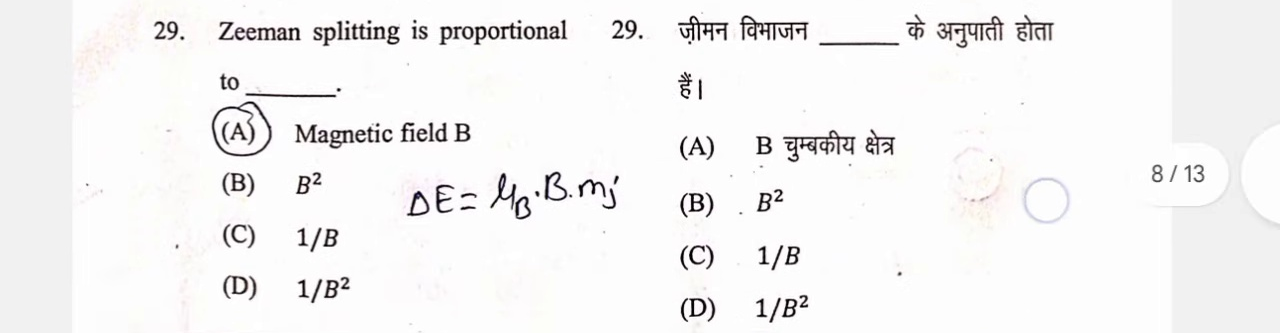 29. Zeeman splitting is proportional
to ______.
(A) Magnetic field B
(B) B²
(C) 1/B
(D) 1/B²
ΔE = μB.B.mj
29. ज़ीमन विभाजन ______ के अनुपाती होता
हैं।
(A) B चुम्बकीय क्षेत्र
(B) B²
(C) 1/B
(D) 1/B²
8 / 13